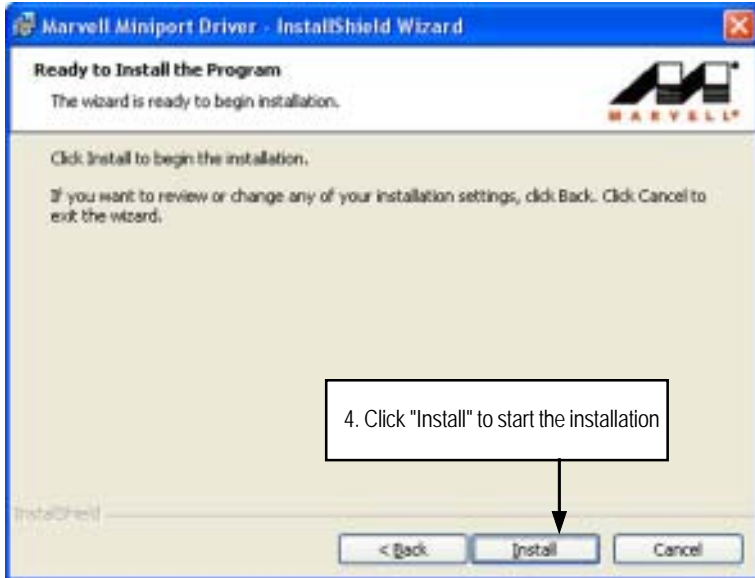 Marvell Miniport Driver - InstallShield Wizard
Ready to Install the Program
The wizard is ready to begin installation.
MARVELL®
Click Install to begin the installation.
If you want to review or change any of your installation settings, click Back. Click Cancel to
exit the wizard.
4. Click "Install" to start the installation
InstallShield
< Back
Install
Cancel